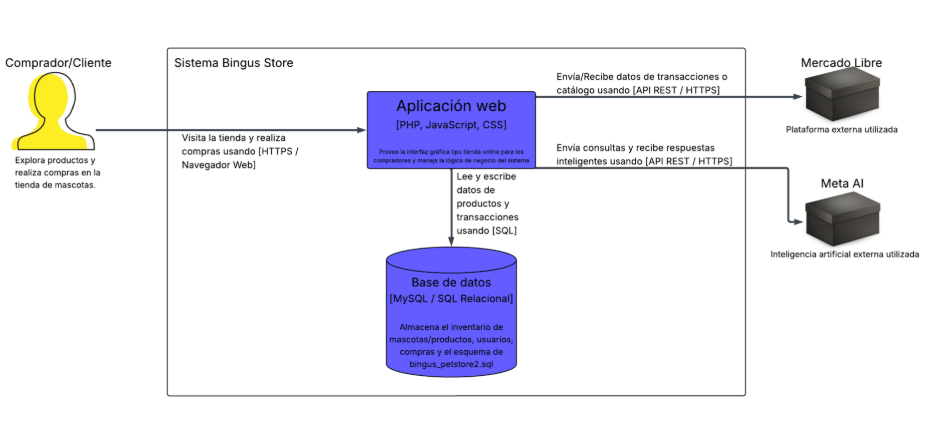 Comprador/Cliente
Explora productos y
realiza compras en la
tienda de mascotas.
Sistema Bingus Store
Visita la tienda y realiza
compras usando [HTTPS /
Navegador Web]
Aplicación web
[PHP, JavaScript, CSS]
Provee la interfaz gráfica tipo tienda online para los
compradores y maneja la lógica de negocio del sistema
Envía/Recibe datos de transacciones o
catálogo usando [API REST / HTTPS]
Mercado Libre
Plataforma externa utilizada
Envía consultas y recibe respuestas
inteligentes usando [API REST / HTTPS]
Meta AI
Inteligencia artificial externa utilizada
Lee y escribe
datos de
productos y
transacciones
usando [SQL]
Base de datos
[MySQL / SQL Relacional]
Almacena el inventario de
mascotas/productos, usuarios,
compras y el esquema de
bingus_petstore2.sql